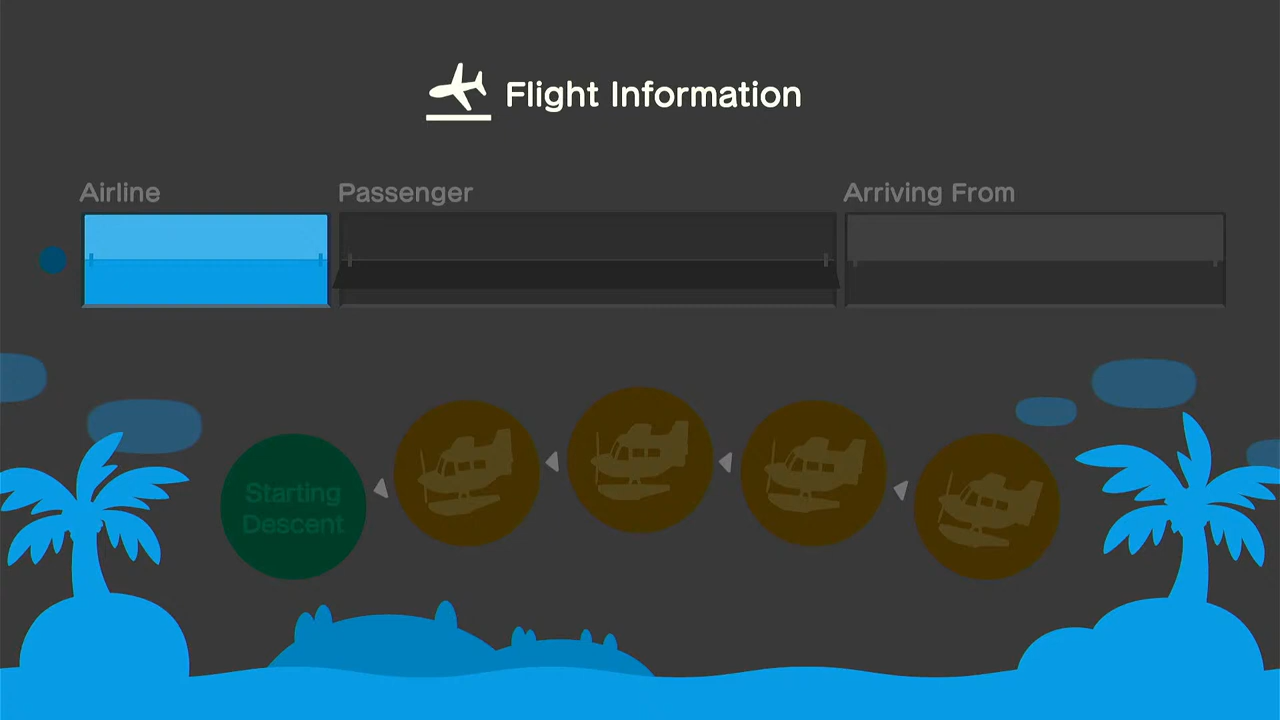 Flight Information
Airline
Passenger
Arriving From
Starting
Descent